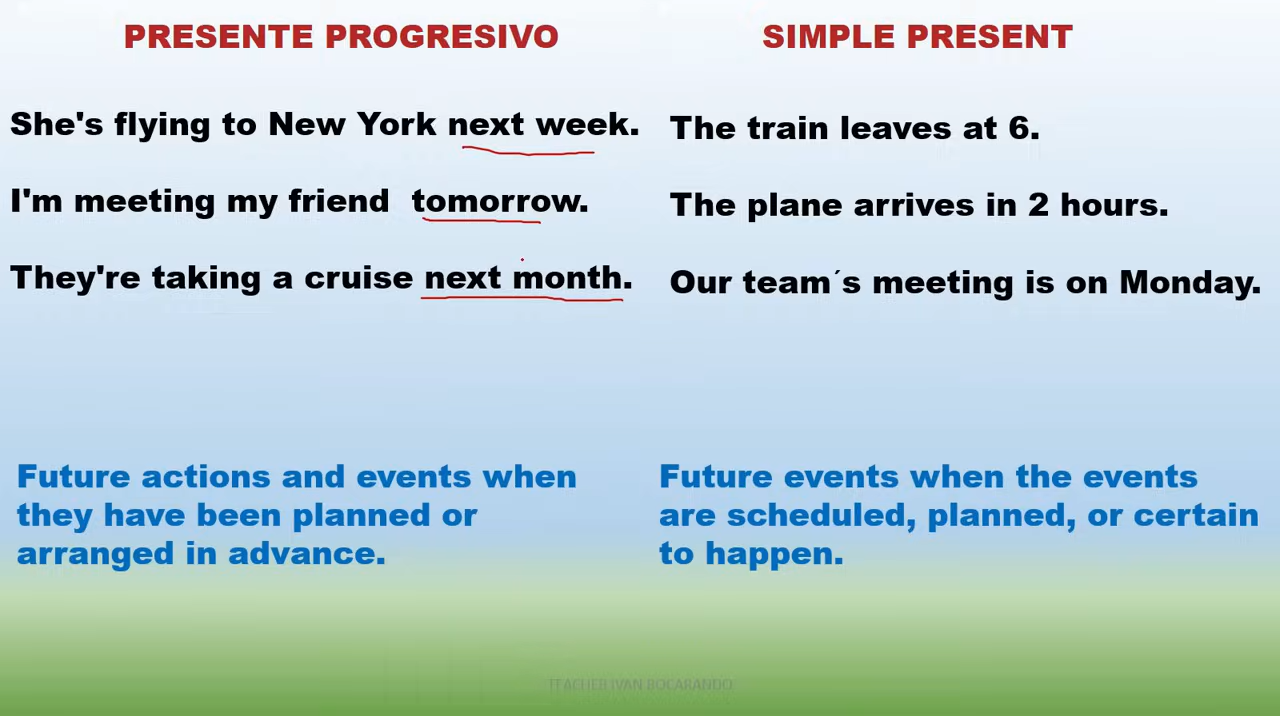 PRESENTE PROGRESIVO
She's flying to New York next week.
I'm meeting my friend tomorrow.
They're taking a cruise next month.
Future actions and events when
they have been planned or
arranged in advance.
SIMPLE PRESENT
The train leaves at 6.
The plane arrives in 2 hours.
Our team´s meeting is on Monday.
Future events when the events
are scheduled, planned, or certain
to happen.
TEACHER IVAN BOCARANDO